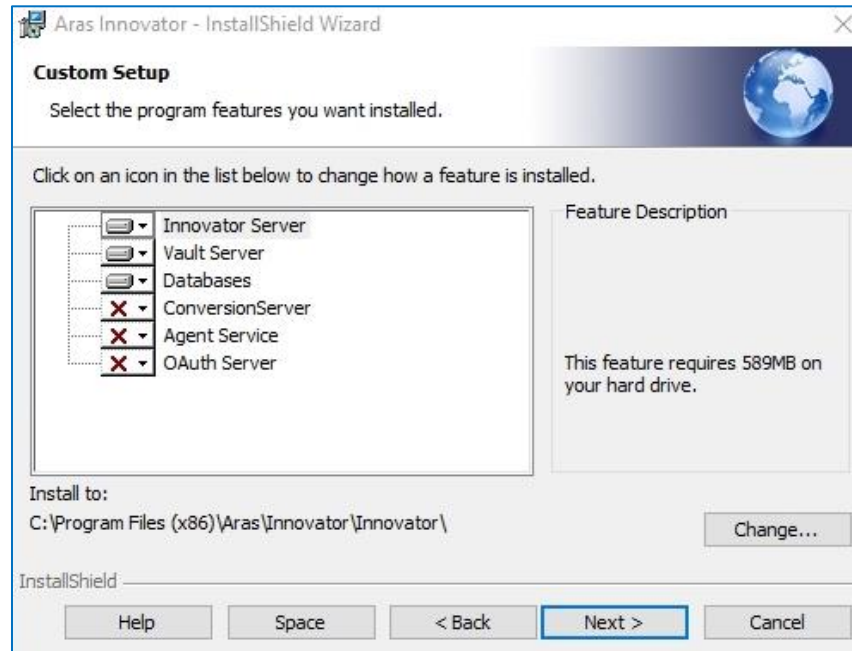 Aras Innovator - InstallShield Wizard
Custom Setup
Select the program features you want installed.
Click on an icon in the list below to change how a feature is installed.
Innovator Server
Vault Server
Databases
ConversionServer
Agent Service
OAuth Server
Feature Description
This feature requires 589MB on
your hard drive.
Install to:
C:\Program Files (x86)\Aras\Innovator\Innovator\
Change...
InstallShield
Help
Space
< Back
Next >
Cancel